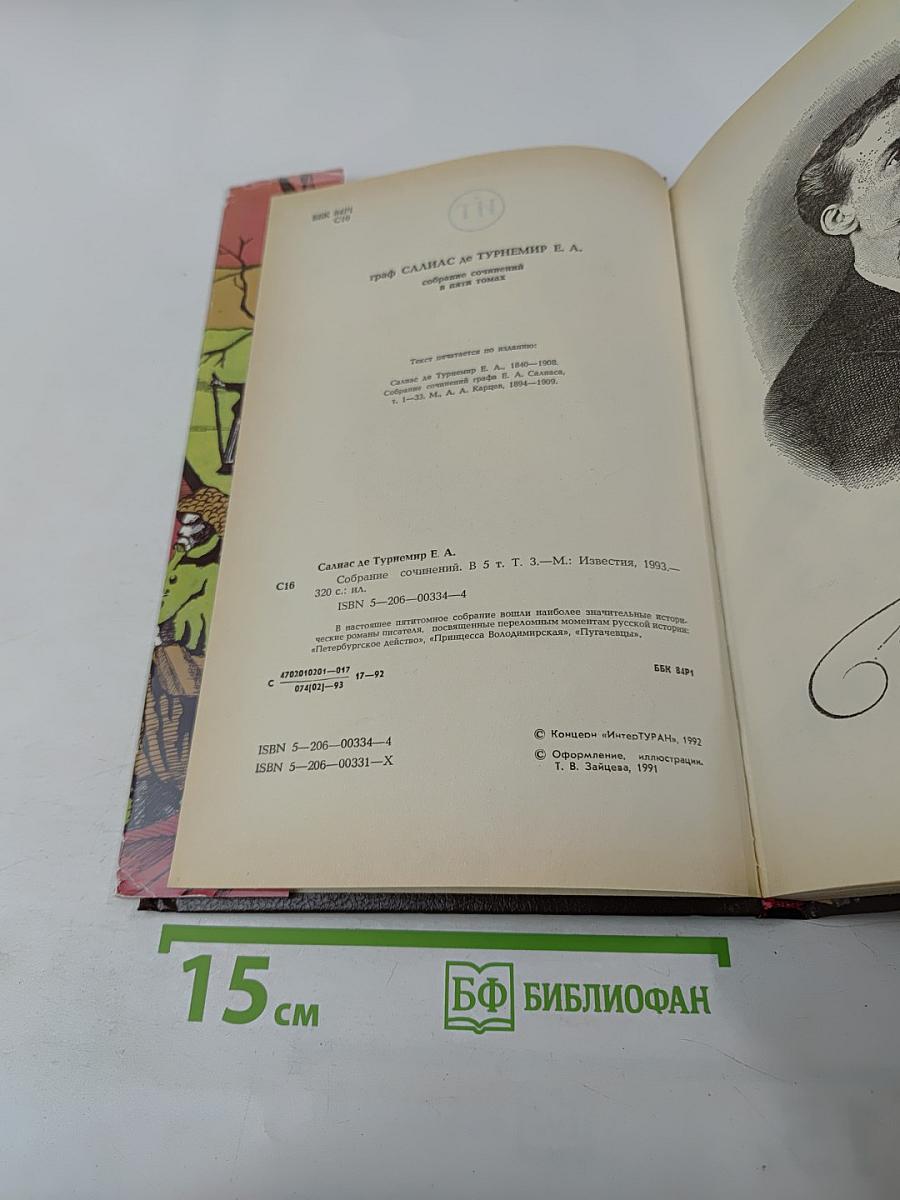 ББК 84Р1
С16
ТН
граф САЛИАС де ТУРНЕМИР Е. А.
собрание сочинений
в пяти томах
Текст печатается по изданию:
Салиас де Турнемир Е. А., 1840—1908.
Собрание сочинений графа Е. А. Салиаса,
т. 1—33. М., А. А. Карцев, 1894—1909.
Салиас де Турнемир Е. А.
С16
Собрание сочинений. В 5 т. Т. 3.—М.: Известия, 1993.—
320 с.: ил.
ISBN 5—206—00334—4
В настоящее пятитомное собрание вошли наиболее значительные истори-
ческие романы писателя, посвященные переломным моментам русской истории:
«Петербургское действо», «Принцесса Володимирская», «Пугачевцы».
С 4702010201—017 17—92
074(02)—93
ББК 84Р1
ISBN 5—206—00334—4
ISBN 5—206—00331—X
© Концерн «ИнтерТУРАН», 1992
© Оформление, иллюстрации.
Т. В. Зайцева, 1991
15 см
БФ БИБЛИОФАН